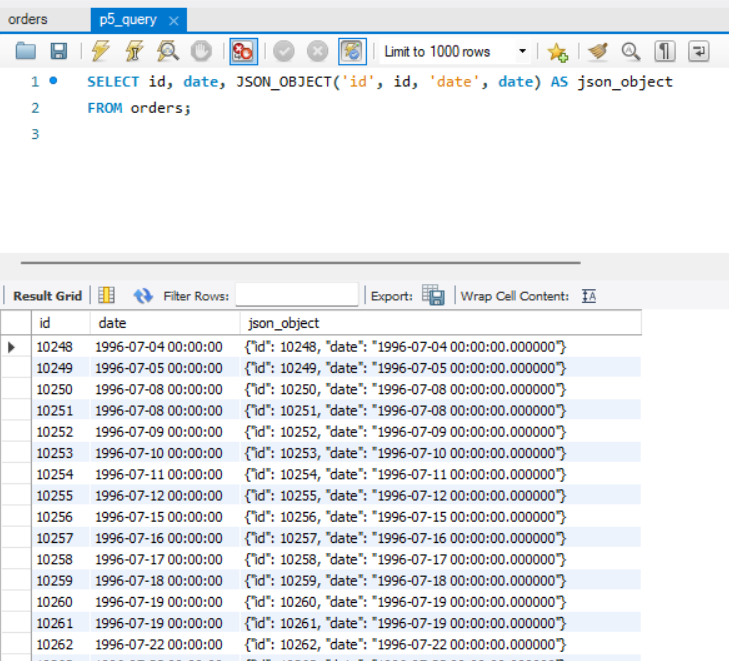 orders p5_query
Limit to 1000 rows
1 SELECT id, date, JSON_OBJECT('id', id, 'date', date) AS json_object
2 FROM orders;
3
Result Grid Filter Rows: Export: Wrap Cell Content: IA
id date json_object
10248 1996-07-04 00:00:00 {"id": 10248, "date": "1996-07-04 00:00:00.000000"}
10249 1996-07-05 00:00:00 {"id": 10249, "date": "1996-07-05 00:00:00.000000"}
10250 1996-07-08 00:00:00 {"id": 10250, "date": "1996-07-08 00:00:00.000000"}
10251 1996-07-08 00:00:00 {"id": 10251, "date": "1996-07-08 00:00:00.000000"}
10252 1996-07-09 00:00:00 {"id": 10252, "date": "1996-07-09 00:00:00.000000"}
10253 1996-07-10 00:00:00 {"id": 10253, "date": "1996-07-10 00:00:00.000000"}
10254 1996-07-11 00:00:00 {"id": 10254, "date": "1996-07-11 00:00:00.000000"}
10255 1996-07-12 00:00:00 {"id": 10255, "date": "1996-07-12 00:00:00.000000"}
10256 1996-07-15 00:00:00 {"id": 10256, "date": "1996-07-15 00:00:00.000000"}
10257 1996-07-16 00:00:00 {"id": 10257, "date": "1996-07-16 00:00:00.000000"}
10258 1996-07-17 00:00:00 {"id": 10258, "date": "1996-07-17 00:00:00.000000"}
10259 1996-07-18 00:00:00 {"id": 10259, "date": "1996-07-18 00:00:00.000000"}
10260 1996-07-19 00:00:00 {"id": 10260, "date": "1996-07-19 00:00:00.000000"}
10261 1996-07-19 00:00:00 {"id": 10261, "date": "1996-07-19 00:00:00.000000"}
10262 1996-07-22 00:00:00 {"id": 10262, "date": "1996-07-22 00:00:00.000000"}